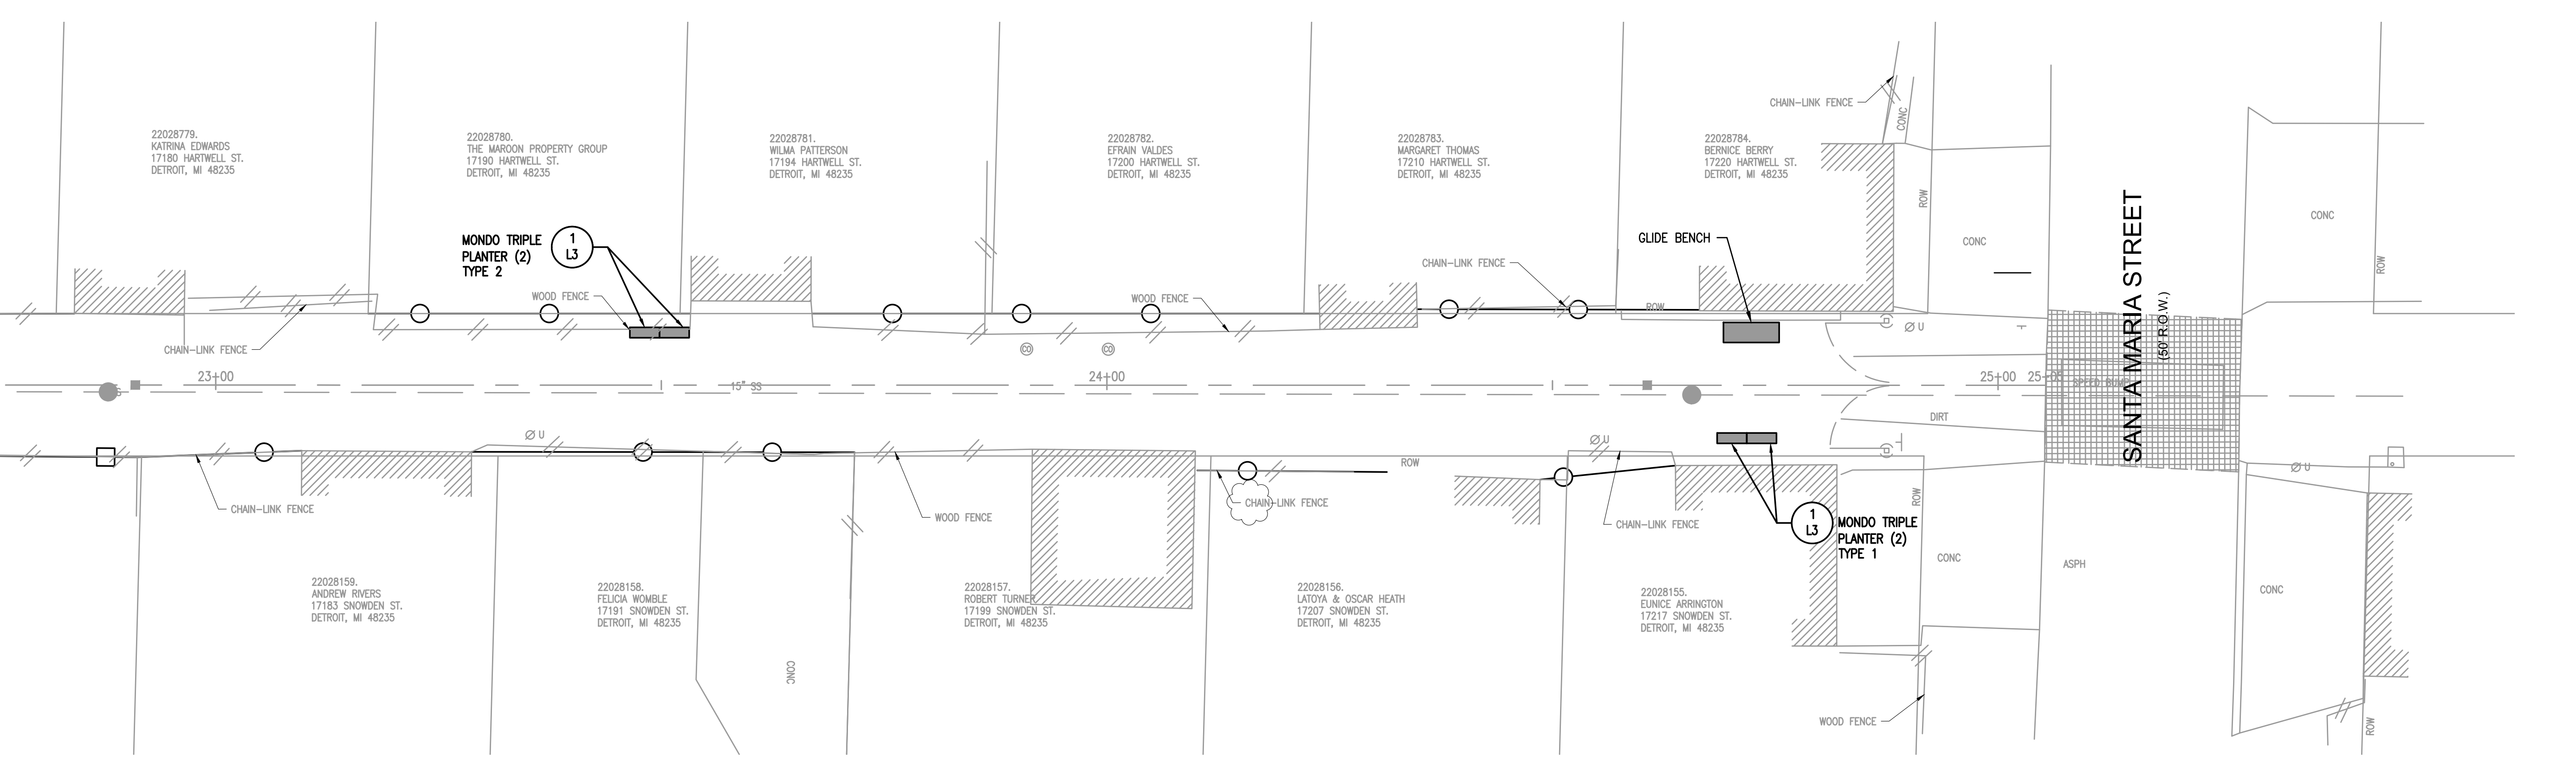 22028779.
KATRINA EDWARDS
17180 HARTWELL ST.
DETROIT, MI 48235
22028780.
THE MAROON PROPERTY GROUP
17190 HARTWELL ST.
DETROIT, MI 48235
22028781.
WILMA PATTERSON
17194 HARTWELL ST.
DETROIT, MI 48235
22028782.
EFRAIN VALDES
17200 HARTWELL ST.
DETROIT, MI 48235
22028783.
MARGARET THOMAS
17210 HARTWELL ST.
DETROIT, MI 48235
22028784.
BERNICE BERRY
17220 HARTWELL ST.
DETROIT, MI 48235
CHAIN-LINK FENCE
CONC
ROW
CONC
SANTA MARIA STREET
(50' R.O.W.)
CONC
ROW
MONDO TRIPLE
PLANTER (2)
TYPE 2
1
L3
WOOD FENCE
CHAIN-LINK FENCE
WOOD FENCE
CHAIN-LINK FENCE
GLIDE BENCH
ROW
Ø U
CO
CO
23+00
15" SS
24+00
25+00
SPEED BUMP
S
DIRT
Ø U
Ø U
Ø U
CHAIN-LINK FENCE
WOOD FENCE
CHAIN-LINK FENCE
ROW
CHAIN-LINK FENCE
1
L3
MONDO TRIPLE
PLANTER (2)
TYPE 1
ROW
CONC
ASPH
CONC
22028159.
ANDREW RIVERS
17183 SNOWDEN ST.
DETROIT, MI 48235
22028158.
FELICIA WOMBLE
17191 SNOWDEN ST.
DETROIT, MI 48235
22028157.
ROBERT TURNER
17199 SNOWDEN ST.
DETROIT, MI 48235
22028156.
LATOYA & OSCAR HEATH
17207 SNOWDEN ST.
DETROIT, MI 48235
22028155.
EUNICE ARRINGTON
17217 SNOWDEN ST.
DETROIT, MI 48235
CONC
WOOD FENCE
ROW